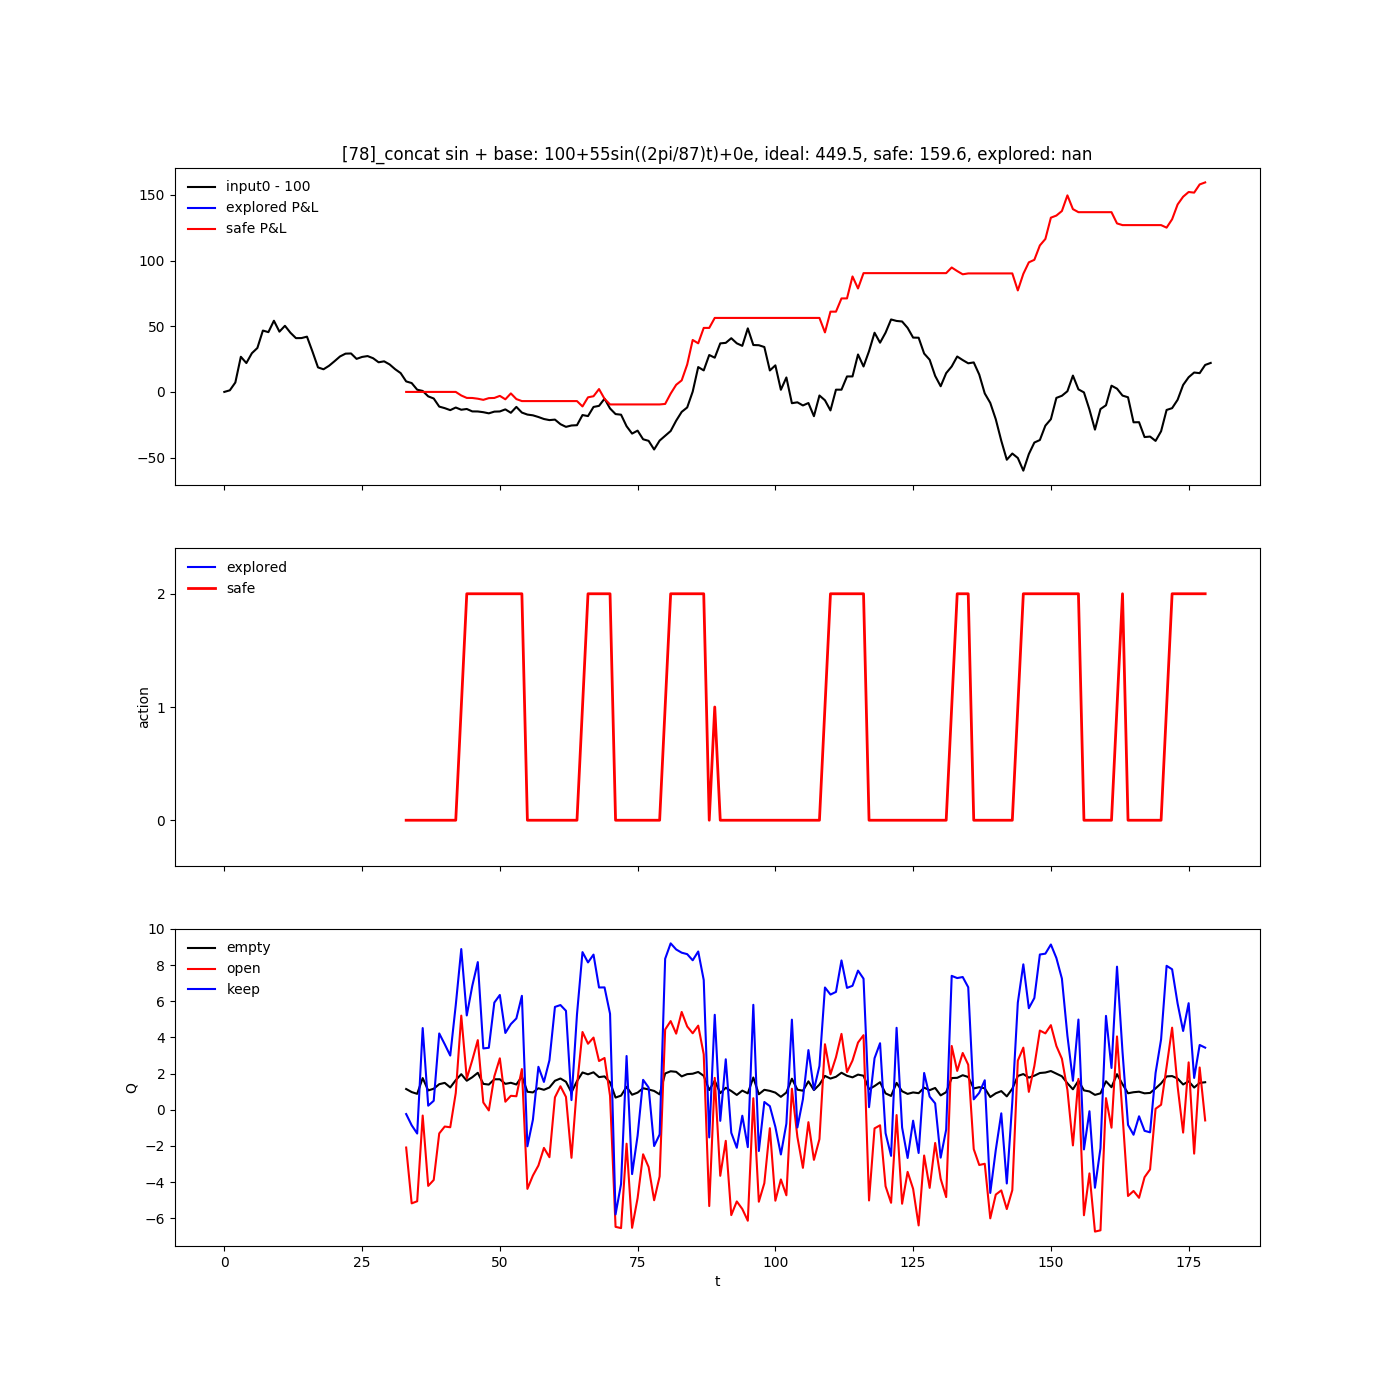 [78]_concat sin + base: 100+55sin((2pi/87)t)+0e, ideal: 449.5, safe: 159.6, explored: nan
input0 - 100
explored P&L
safe P&L
150
100
50
0
−50
explored
safe
2
1
0
action
empty
open
keep
10
8
6
4
2
0
−2
−4
−6
Q
0 25 50 75 100 125 150 175
t